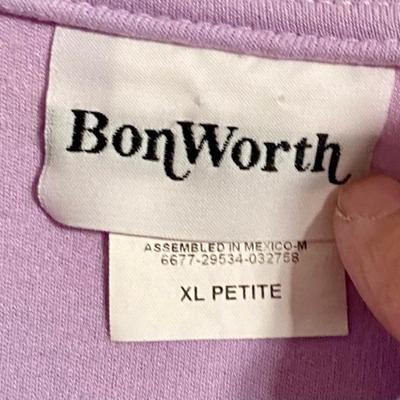 BonWorth
ASSEMBLED IN MEXICO-M
6677-29534-032758
XL PETITE